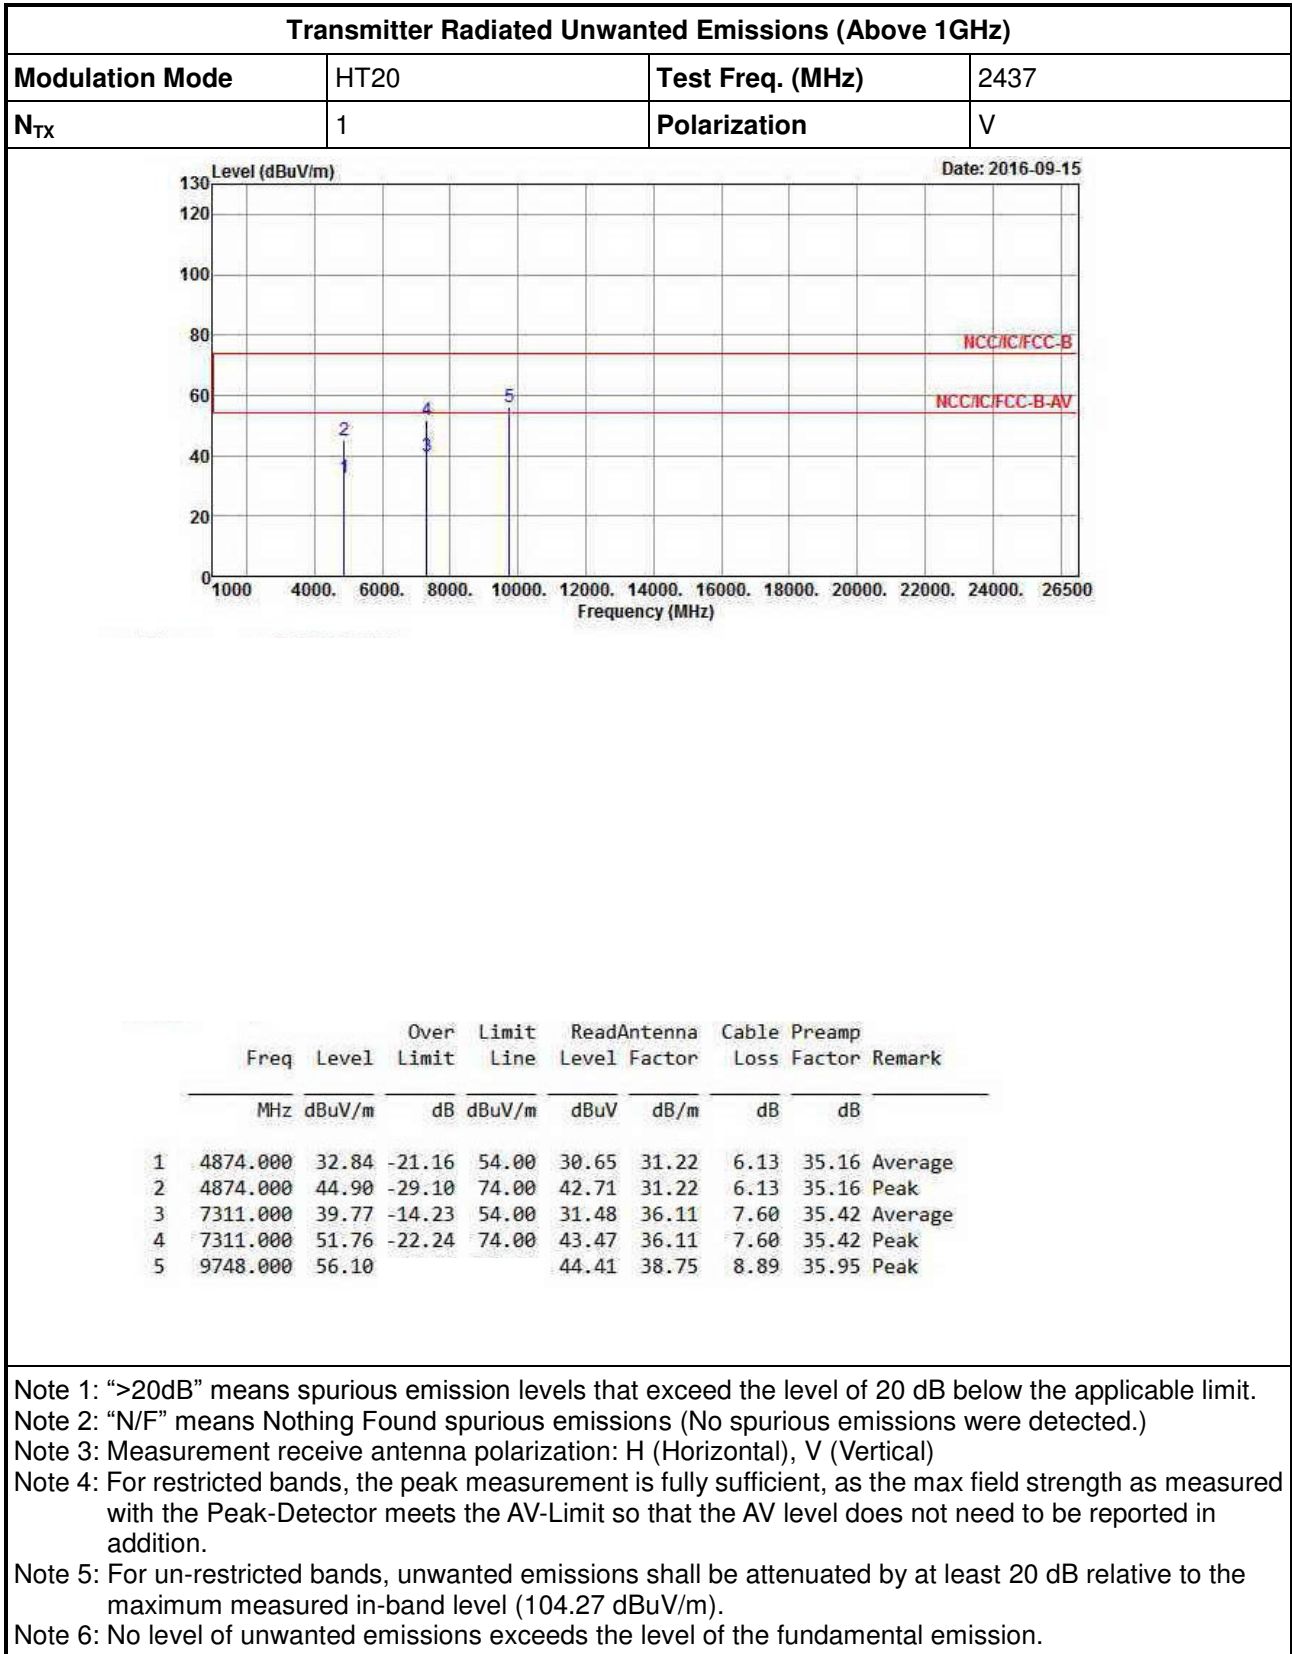 Transmitter Radiated Unwanted Emissions (Above 1GHz)
Modulation Mode HT20 Test Freq. (MHz) 2437
NTX 1 Polarization V
Level (dBuV/m) Date: 2016-09-15
130
120
100
80
NCC/IC/FCC-B
60
5
NCC/IC/FCC-B-AV
4
2
3
40
1
20
0
1000 4000. 6000. 8000. 10000. 12000. 14000. 16000. 18000. 20000. 22000. 24000. 26500
Frequency (MHz)
Over Limit ReadAntenna Cable Preamp
Freq Level Limit Line Level Factor Loss Factor Remark
MHz dBuV/m dB dBuV/m dBuV dB/m dB dB
1 4874.000 32.84 -21.16 54.00 30.65 31.22 6.13 35.16 Average
2 4874.000 44.90 -29.10 74.00 42.71 31.22 6.13 35.16 Peak
3 7311.000 39.77 -14.23 54.00 31.48 36.11 7.60 35.42 Average
4 7311.000 51.76 -22.24 74.00 43.47 36.11 7.60 35.42 Peak
5 9748.000 56.10 44.41 38.75 8.89 35.95 Peak
Note 1: “>20dB” means spurious emission levels that exceed the level of 20 dB below the applicable limit.
Note 2: “N/F” means Nothing Found spurious emissions (No spurious emissions were detected.)
Note 3: Measurement receive antenna polarization: H (Horizontal), V (Vertical)
Note 4: For restricted bands, the peak measurement is fully sufficient, as the max field strength as measured
with the Peak-Detector meets the AV-Limit so that the AV level does not need to be reported in
addition.
Note 5: For un-restricted bands, unwanted emissions shall be attenuated by at least 20 dB relative to the
maximum measured in-band level (104.27 dBuV/m).
Note 6: No level of unwanted emissions exceeds the level of the fundamental emission.